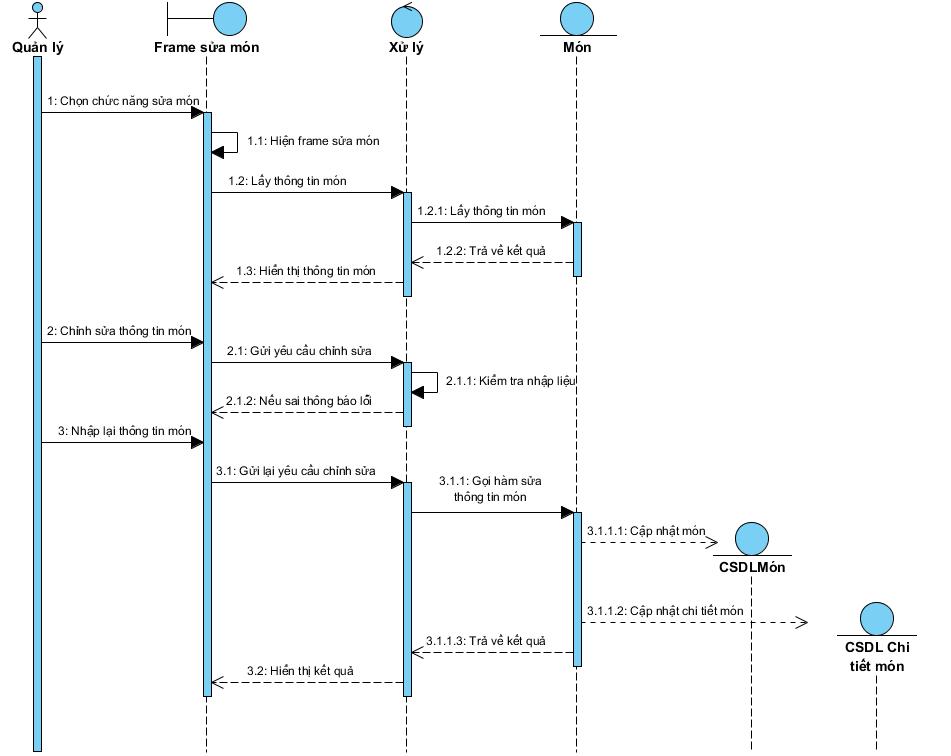 Quản lý
Frame sửa món
Xử lý
Món
1: Chọn chức năng sửa món
1.1: Hiện frame sửa món
1.2: Lấy thông tin món
1.2.1: Lấy thông tin món
1.2.2: Trả về kết quả
1.3: Hiển thị thông tin món
2: Chỉnh sửa thông tin món
2.1: Gửi yêu cầu chỉnh sửa
2.1.1: Kiểm tra nhập liệu
2.1.2: Nếu sai thông báo lỗi
3: Nhập lại thông tin món
3.1: Gửi lại yêu cầu chỉnh sửa
3.1.1: Gọi hàm sửa
thông tin món
3.1.1.1: Cập nhật món
CSDLMón
3.1.1.2: Cập nhật chi tiết món
3.1.1.3: Trả về kết quả
CSDL Chi
tiết món
3.2: Hiển thị kết quả